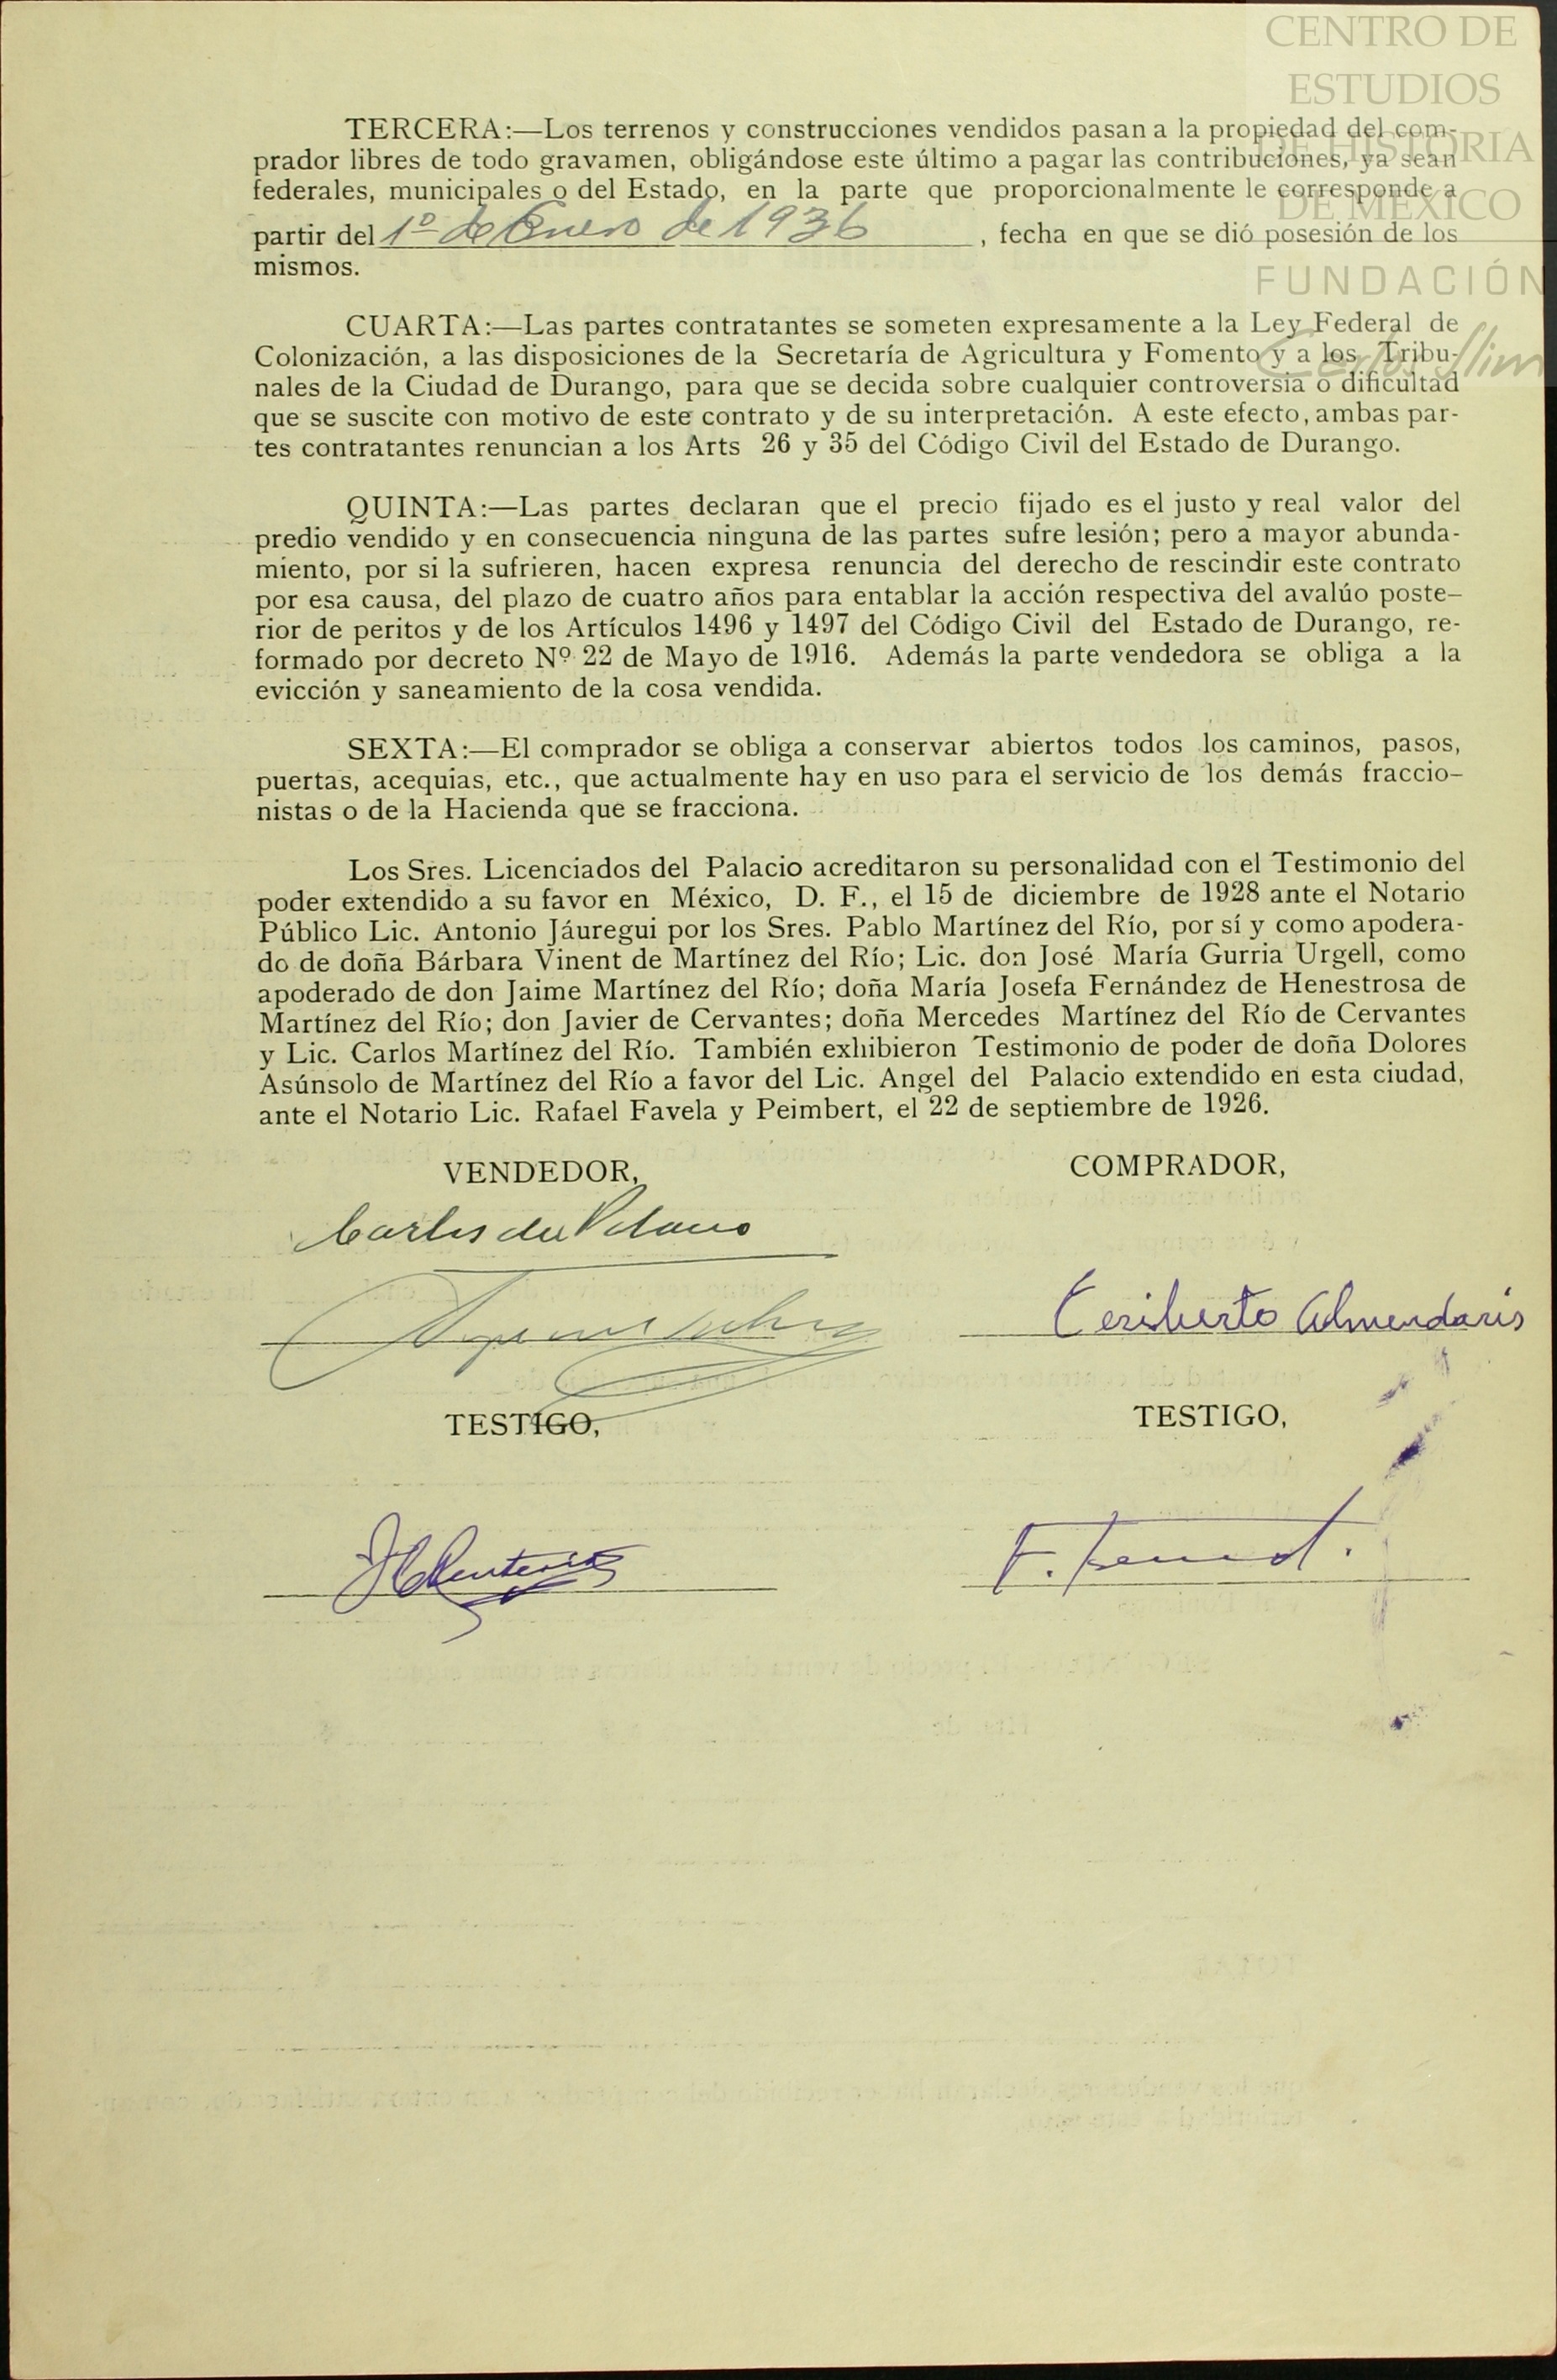 CENTRO DE
ESTUDIOS
DE HISTORIA
DE MÉXICO
FUNDACIÓN
Carlos Slim
TERCERA:—Los terrenos y construcciones vendidos pasan a la propiedad del com-
prador libres de todo gravamen, obligándose este último a pagar las contribuciones, ya sean
federales, municipales o del Estado, en la parte que proporcionalmente le corresponde a
partir del 1º de Enero de 1936, fecha en que se dió posesión de los
mismos.
CUARTA:—Las partes contratantes se someten expresamente a la Ley Federal de
Colonización, a las disposiciones de la Secretaría de Agricultura y Fomento y a los Tribu-
nales de la Ciudad de Durango, para que se decida sobre cualquier controversia o dificultad
que se suscite con motivo de este contrato y de su interpretación. A este efecto, ambas par-
tes contratantes renuncian a los Arts 26 y 35 del Código Civil del Estado de Durango.
QUINTA:—Las partes declaran que el precio fijado es el justo y real valor del
predio vendido y en consecuencia ninguna de las partes sufre lesión; pero a mayor abunda-
miento, por si la sufrieren, hacen expresa renuncia del derecho de rescindir este contrato
por esa causa, del plazo de cuatro años para entablar la acción respectiva del avalúo poste-
rior de peritos y de los Artículos 1496 y 1497 del Código Civil del Estado de Durango, re-
formado por decreto Nº 22 de Mayo de 1916. Además la parte vendedora se obliga a la
evicción y saneamiento de la cosa vendida.
SEXTA:—El comprador se obliga a conservar abiertos todos los caminos, pasos,
puertas, acequias, etc., que actualmente hay en uso para el servicio de los demás fraccio-
nistas o de la Hacienda que se fracciona.
Los Sres. Licenciados del Palacio acreditaron su personalidad con el Testimonio del
poder extendido a su favor en México, D. F., el 15 de diciembre de 1928 ante el Notario
Público Lic. Antonio Jáuregui por los Sres. Pablo Martínez del Río, por sí y como apodera-
do de doña Bárbara Vinent de Martínez del Río; Lic. don José María Gurria Urgell, como
apoderado de don Jaime Martínez del Río; doña María Josefa Fernández de Henestrosa de
Martínez del Río; don Javier de Cervantes; doña Mercedes Martínez del Río de Cervantes
y Lic. Carlos Martínez del Río. También exhibieron Testimonio de poder de doña Dolores
Asúnsolo de Martínez del Río a favor del Lic. Angel del Palacio extendido en esta ciudad,
ante el Notario Lic. Rafael Favela y Peimbert, el 22 de septiembre de 1926.
VENDEDOR, COMPRADOR,
Carlos del Palacio
Eeriberto Almendaris
TESTIGO, TESTIGO,